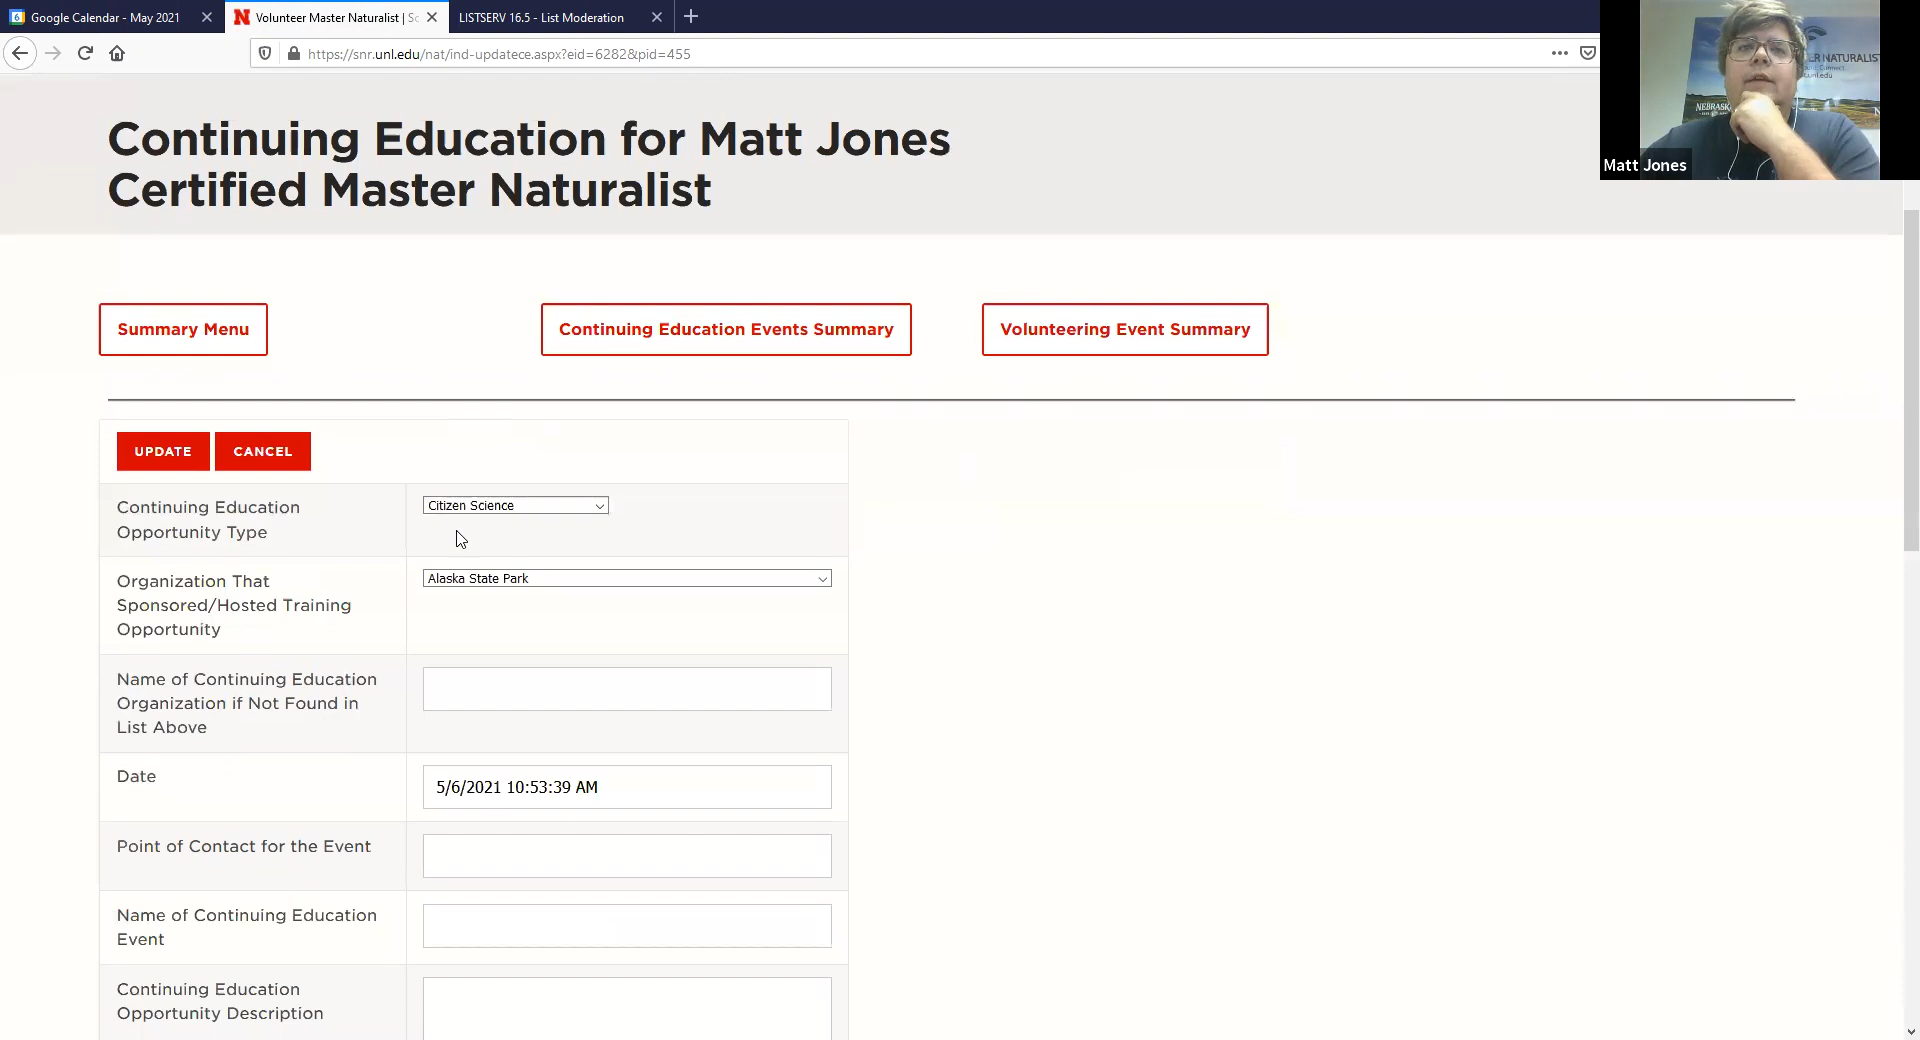 Google Calendar - May 2021
Volunteer Master Naturalist | Sc
LISTSERV 16.5 - List Moderation
https://snr.unl.edu/nat/ind-updatece.aspx?eid=6282&pid=455
ER NATURALIST
NEBRASK
Matt Jones
Continuing Education for Matt Jones
Certified Master Naturalist
Summary Menu
Continuing Education Events Summary
Volunteering Event Summary
UPDATE
CANCEL
Continuing Education
Opportunity Type
Citizen Science
Organization That
Sponsored/Hosted Training
Opportunity
Alaska State Park
Name of Continuing Education
Organization if Not Found in
List Above
Date
5/6/2021 10:53:39 AM
Point of Contact for the Event
Name of Continuing Education
Event
Continuing Education
Opportunity Description